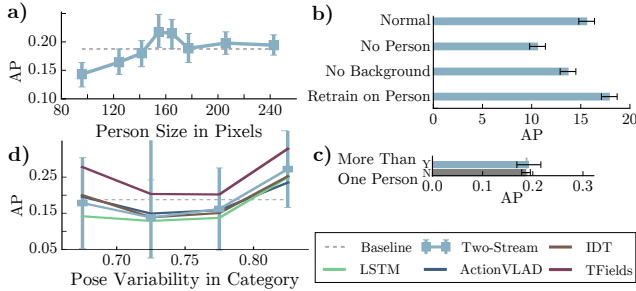 a)
AP
0.20
0.15
0.10
80 120 160 200 240
Person Size in Pixels
b)
Normal
No Person
No Background
Retrain on Person
0 5 10 15 20
AP
c)
More Than Y
One Person N
0.0 0.1 0.2 0.3
AP
d)
AP
0.25
0.15
0.05
0.70 0.75 0.80
Pose Variability in Category
Baseline Two-Stream IDT
LSTM ActionVLAD TFields